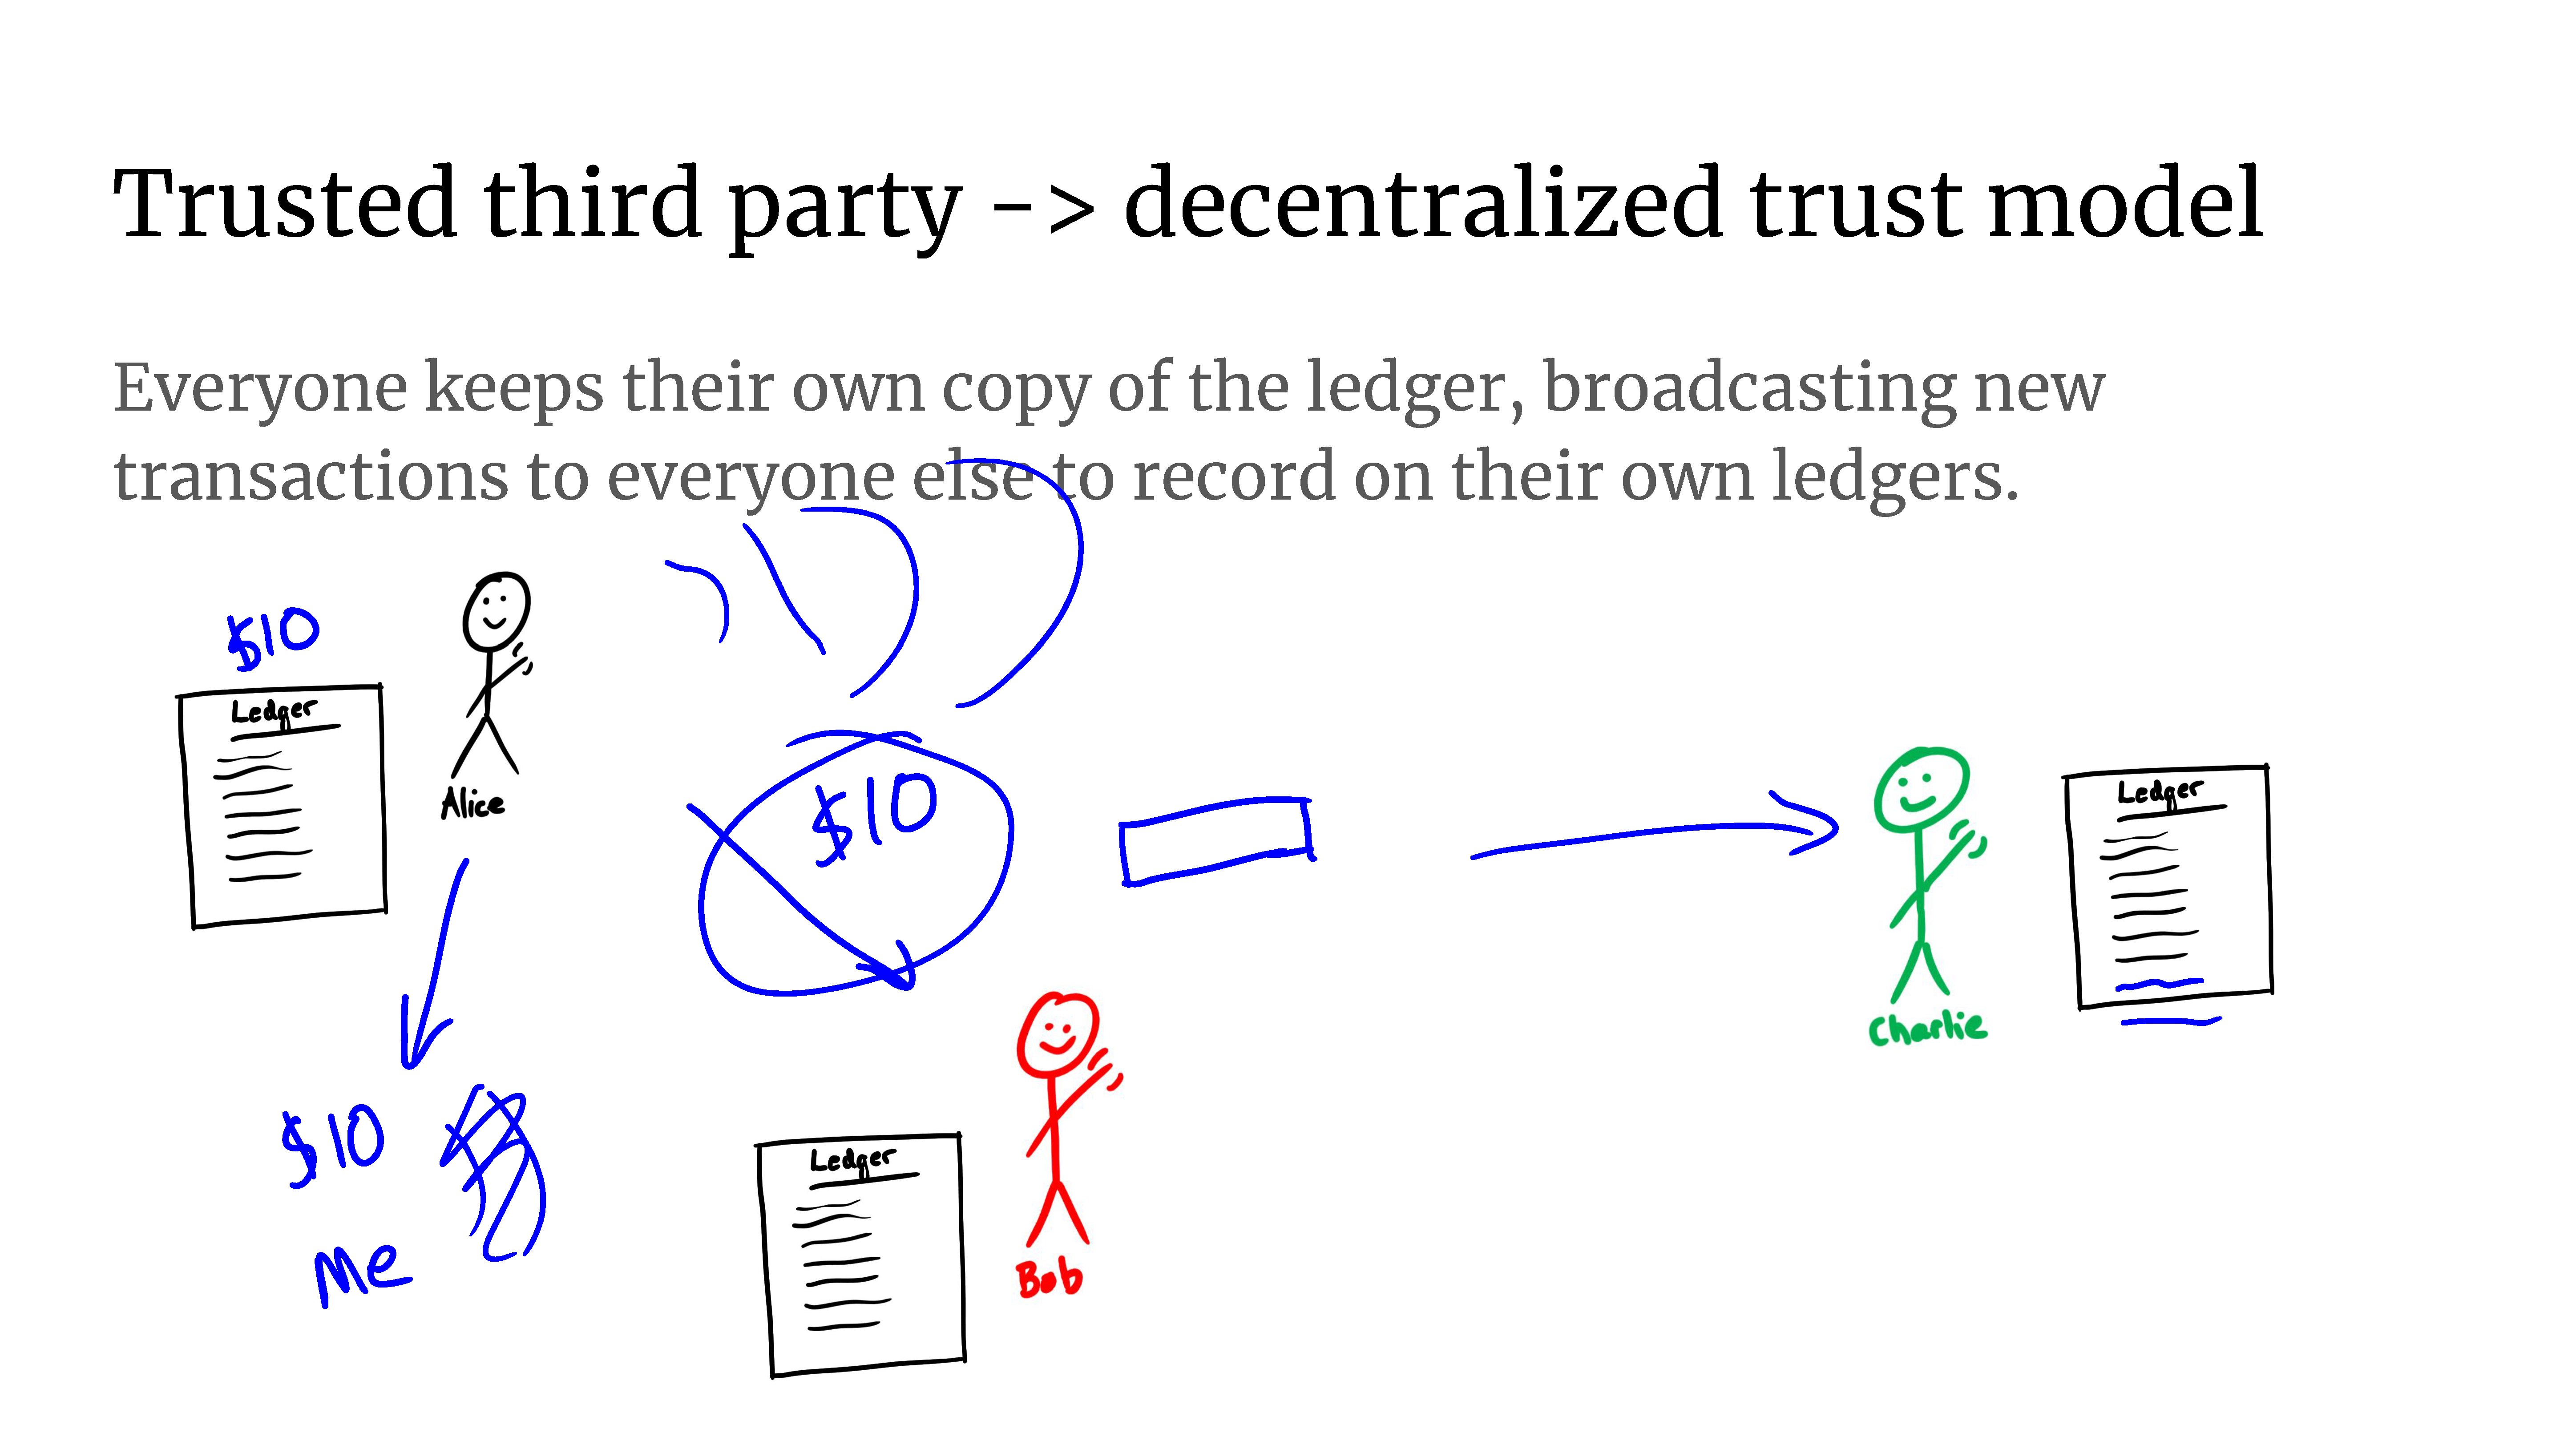 Trusted third party -> decentralized trust model
Everyone keeps their own copy of the ledger, broadcasting new
transactions to everyone else to record on their own ledgers.
$10
Ledger
Alice
$10
Ledger
Charlie
$10
Me
Ledger
Bob